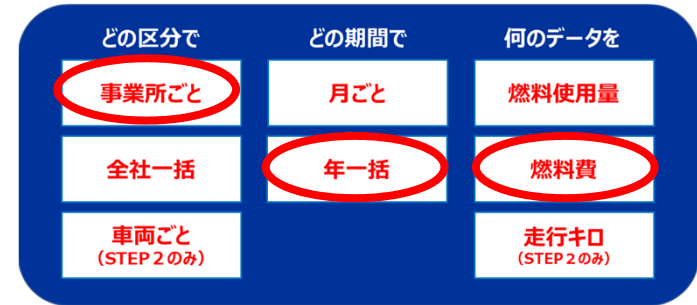 どの区分で
どの期間で
何のデータを
事業所ごと
月ごと
燃料使用量
全社一括
年一括
燃料費
車両ごと
(STEP2のみ)
走行キロ
(STEP2のみ)